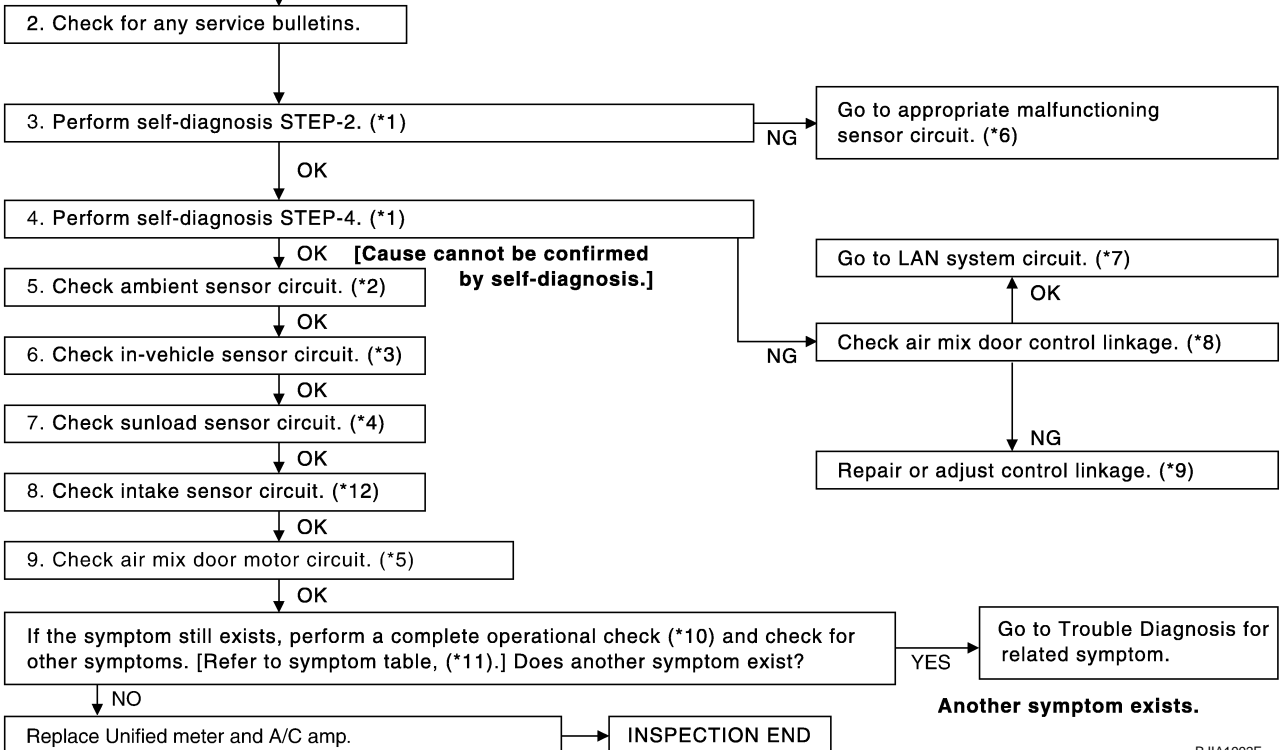 2. Check for any service bulletins.
3. Perform self-diagnosis STEP-2. (*1)
NG
Go to appropriate malfunctioning
sensor circuit. (*6)
OK
4. Perform self-diagnosis STEP-4. (*1)
OK
[Cause cannot be confirmed
by self-diagnosis.]
NG
Go to LAN system circuit. (*7)
OK
Check air mix door control linkage. (*8)
NG
Repair or adjust control linkage. (*9)
5. Check ambient sensor circuit. (*2)
OK
6. Check in-vehicle sensor circuit. (*3)
OK
7. Check sunload sensor circuit. (*4)
OK
8. Check intake sensor circuit. (*12)
OK
9. Check air mix door motor circuit. (*5)
OK
If the symptom still exists, perform a complete operational check (*10) and check for
other symptoms. [Refer to symptom table, (*11).] Does another symptom exist?
YES
Go to Trouble Diagnosis for
related symptom.
Another symptom exists.
NO
Replace Unified meter and A/C amp.
INSPECTION END